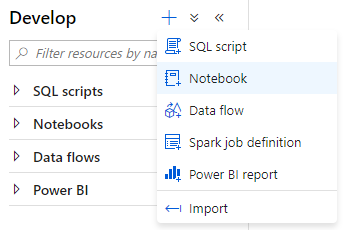 Develop
Filter resources by na
SQL scripts
Notebooks
Data flows
Power BI
SQL script
Notebook
Data flow
Spark job definition
Power BI report
Import